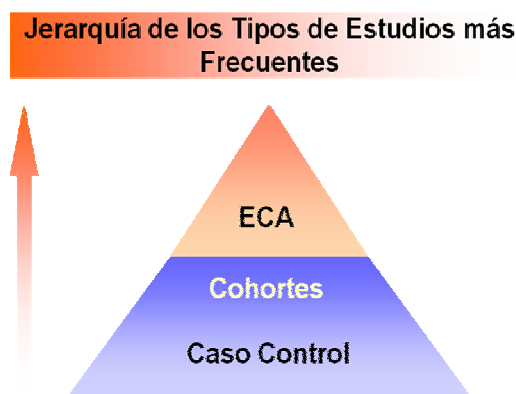 Jerarquía de los Tipos de Estudios más
Frecuentes
ECA
Cohortes
Caso Control